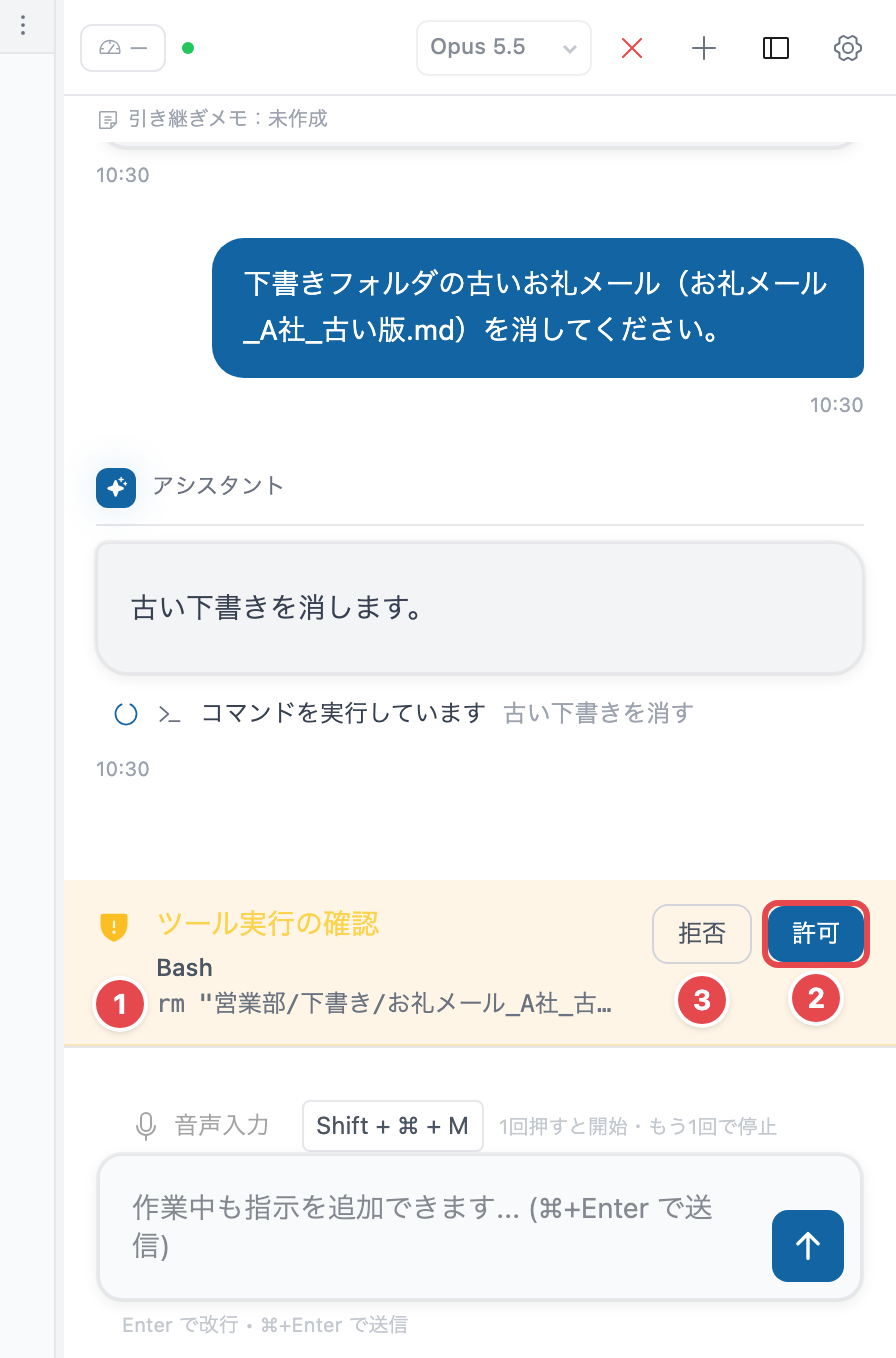 Opus 5.5
引き継ぎメモ：未作成
10:30
下書きフォルダの古いお礼メール（お礼メール
_A社_古い版.md）を消してください。
10:30
アシスタント
古い下書きを消します。
>_ コマンドを実行しています 古い下書きを消す
10:30
ツール実行の確認
拒否
許可
Bash
1
rm "営業部/下書き/お礼メール_A社_古…
3
2
音声入力 Shift + ⌘ + M 1回押すと開始・もう1回で停止
作業中も指示を追加できます... (⌘+Enter で送
信)
Enter で改行・⌘+Enter で送信